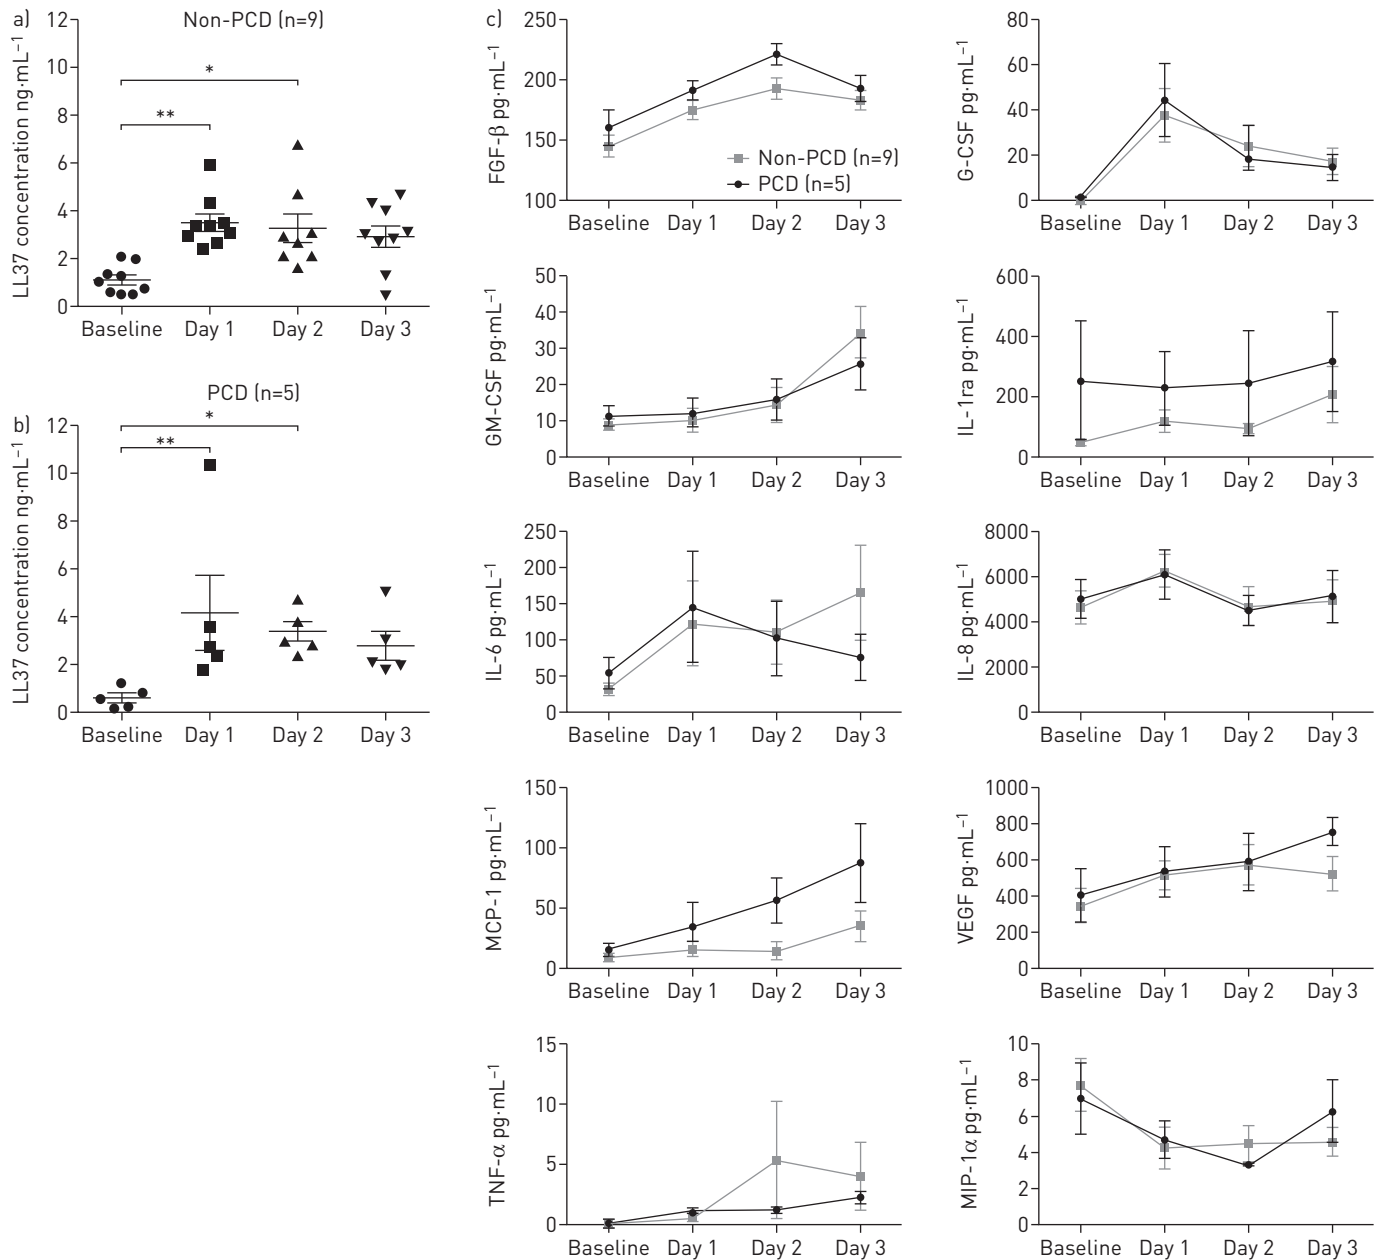 a)
Non-PCD (n=9)
LL37 concentration ng·mL⁻¹
12
10
8
6
4
2
0
*
**
Baseline Day 1 Day 2 Day 3
b)
PCD (n=5)
LL37 concentration ng·mL⁻¹
12
10
8
6
4
2
0
*
**
Baseline Day 1 Day 2 Day 3
c)
FGF-β pg·mL⁻¹
250
200
150
100
Non-PCD (n=9)
PCD (n=5)
Baseline Day 1 Day 2 Day 3
G-CSF pg·mL⁻¹
80
60
40
20
0
Baseline Day 1 Day 2 Day 3
GM-CSF pg·mL⁻¹
50
40
30
20
10
0
Baseline Day 1 Day 2 Day 3
IL-1ra pg·mL⁻¹
600
400
200
0
Baseline Day 1 Day 2 Day 3
IL-6 pg·mL⁻¹
250
200
150
100
50
0
Baseline Day 1 Day 2 Day 3
IL-8 pg·mL⁻¹
8000
6000
4000
2000
0
Baseline Day 1 Day 2 Day 3
MCP-1 pg·mL⁻¹
150
100
50
0
Baseline Day 1 Day 2 Day 3
VEGF pg·mL⁻¹
1000
800
600
400
200
0
Baseline Day 1 Day 2 Day 3
TNF-α pg·mL⁻¹
15
10
5
0
Baseline Day 1 Day 2 Day 3
MIP-1α pg·mL⁻¹
10
8
6
4
2
0
Baseline Day 1 Day 2 Day 3